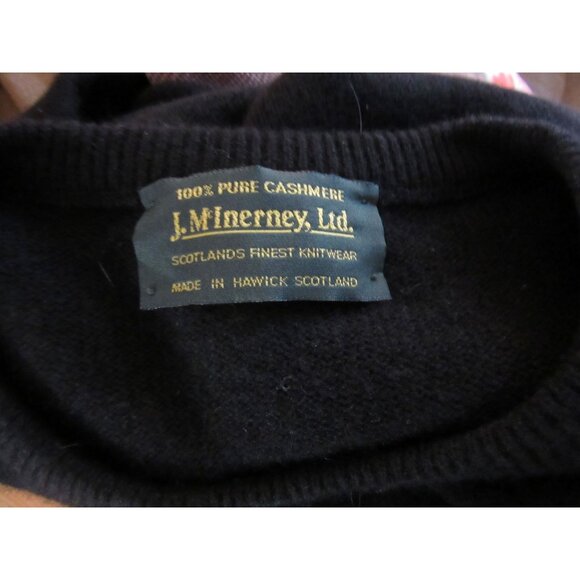 100% PURE CASHMERE
J. McInerney, Ltd.
SCOTLANDS FINEST KNITWEAR
MADE IN HAWICK SCOTLAND